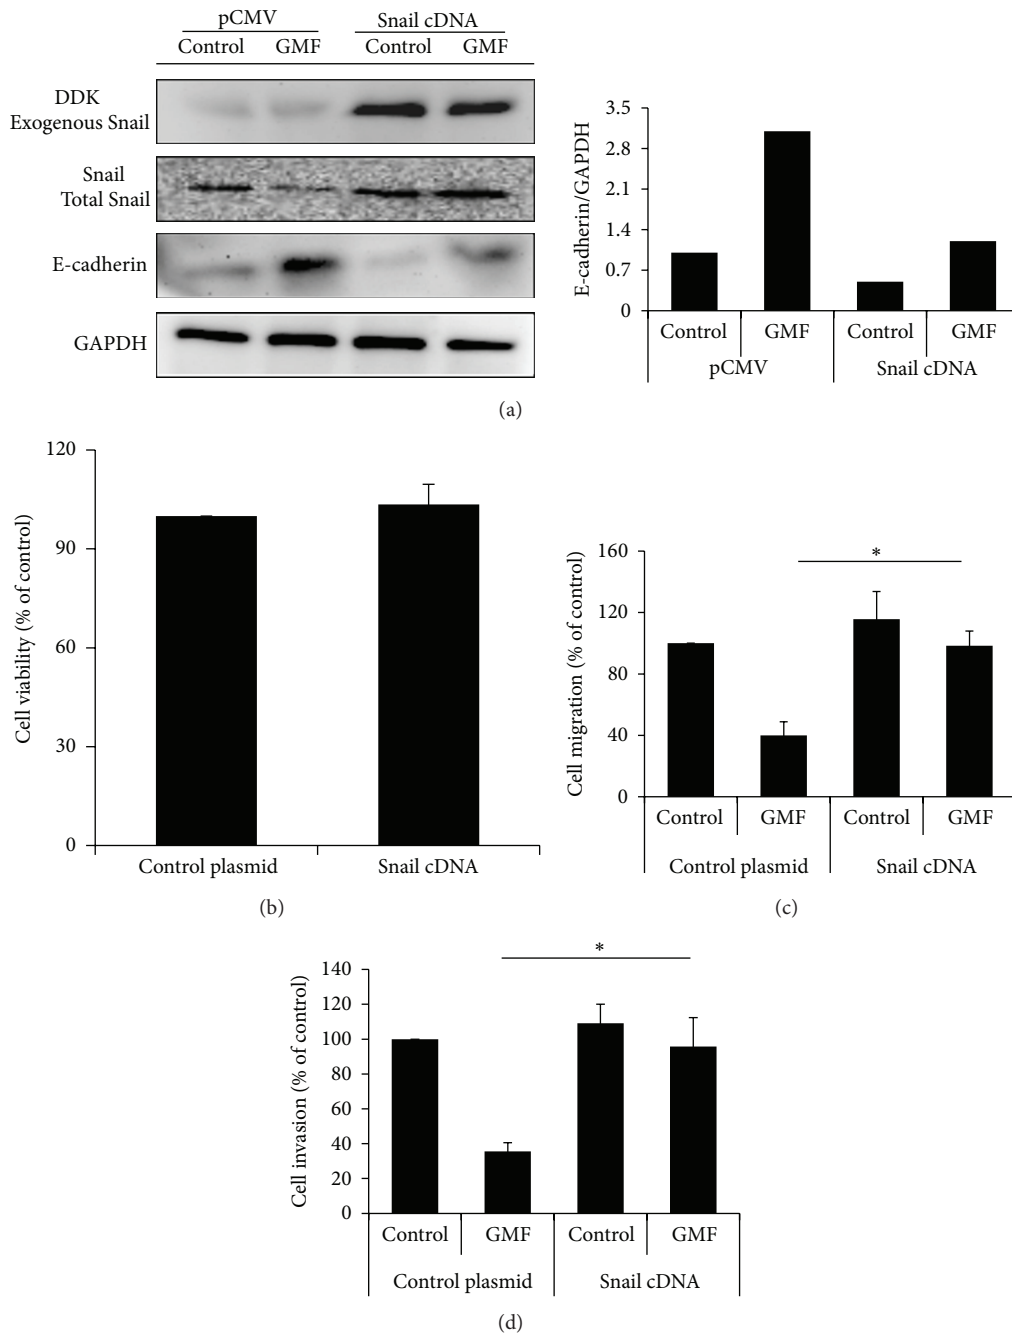 pCMV Snail cDNA
Control GMF Control GMF
DDK
Exogenous Snail
Snail
Total Snail
E-cadherin
GAPDH
E-cadherin/GAPDH
3.5
2.8
2.1
1.4
0.7
0
Control GMF Control GMF
pCMV Snail cDNA
(a)
Cell viability (% of control)
120
90
60
30
0
Control plasmid Snail cDNA
(b)
Cell migration (% of control)
160
120
80
40
0
*
Control GMF Control GMF
Control plasmid Snail cDNA
(c)
Cell invasion (% of control)
140
120
100
80
60
40
20
0
*
Control GMF Control GMF
Control plasmid Snail cDNA
(d)